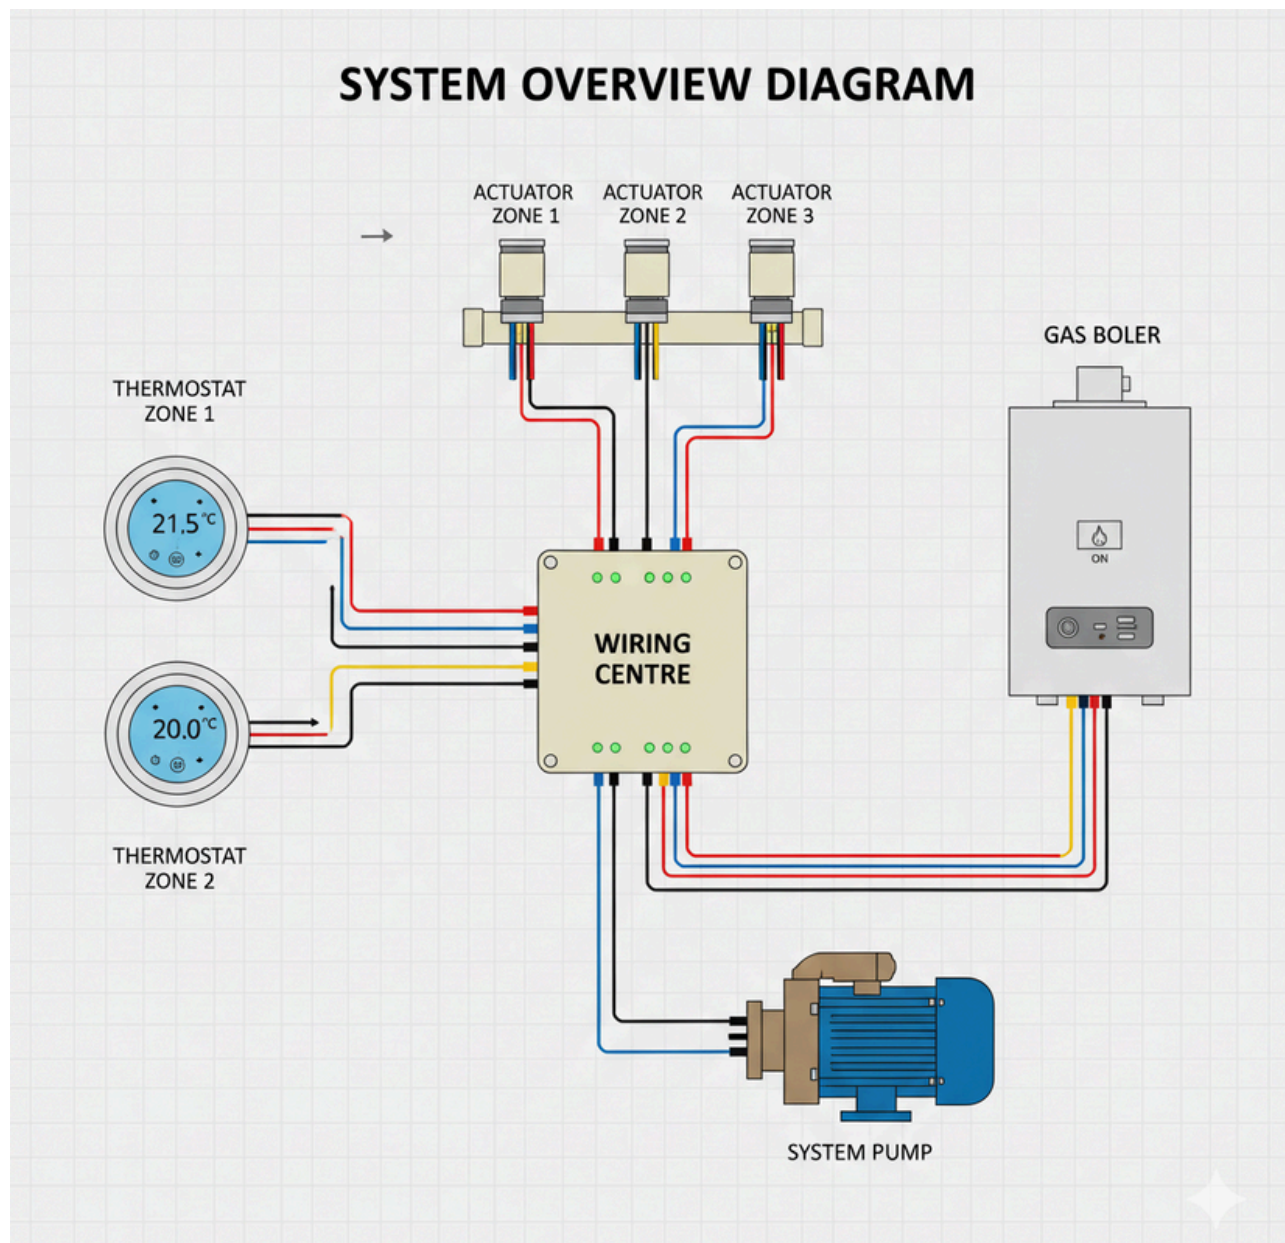 SYSTEM OVERVIEW DIAGRAM
ACTUATOR
ZONE 1
ACTUATOR
ZONE 2
ACTUATOR
ZONE 3
GAS BOLER
THERMOSTAT
ZONE 1
21.5°C
ON
WIRING
CENTRE
20.0°C
THERMOSTAT
ZONE 2
SYSTEM PUMP